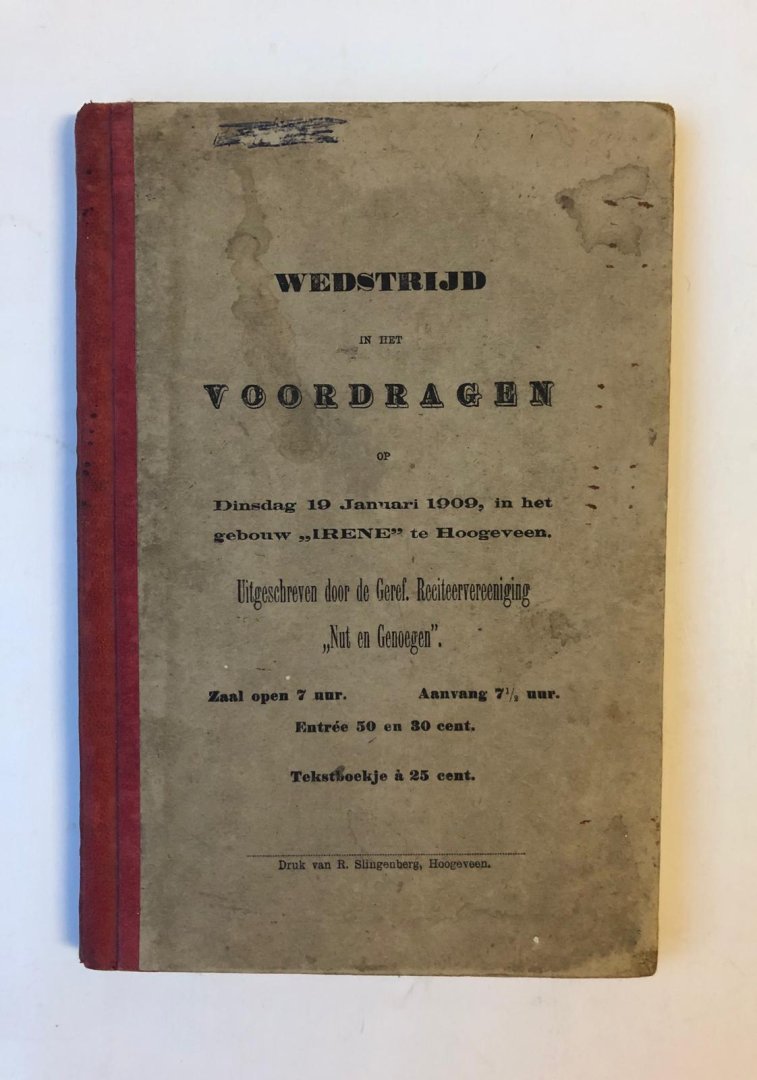 WEDSTRIJD
IN HET
VOORDRAGEN
OP
Dinsdag 19 Januari 1909, in het
gebouw „IRENE” te Hoogeveen.
Uitgeschreven door de Geref. Reciteervereeniging
„Nut en Genoegen”.
Zaal open 7 uur. Aanvang 7 1/2 uur.
Entrée 50 en 30 cent.
Tekstboekje à 25 cent.
Druk van R. Slingenberg, Hoogeveen.